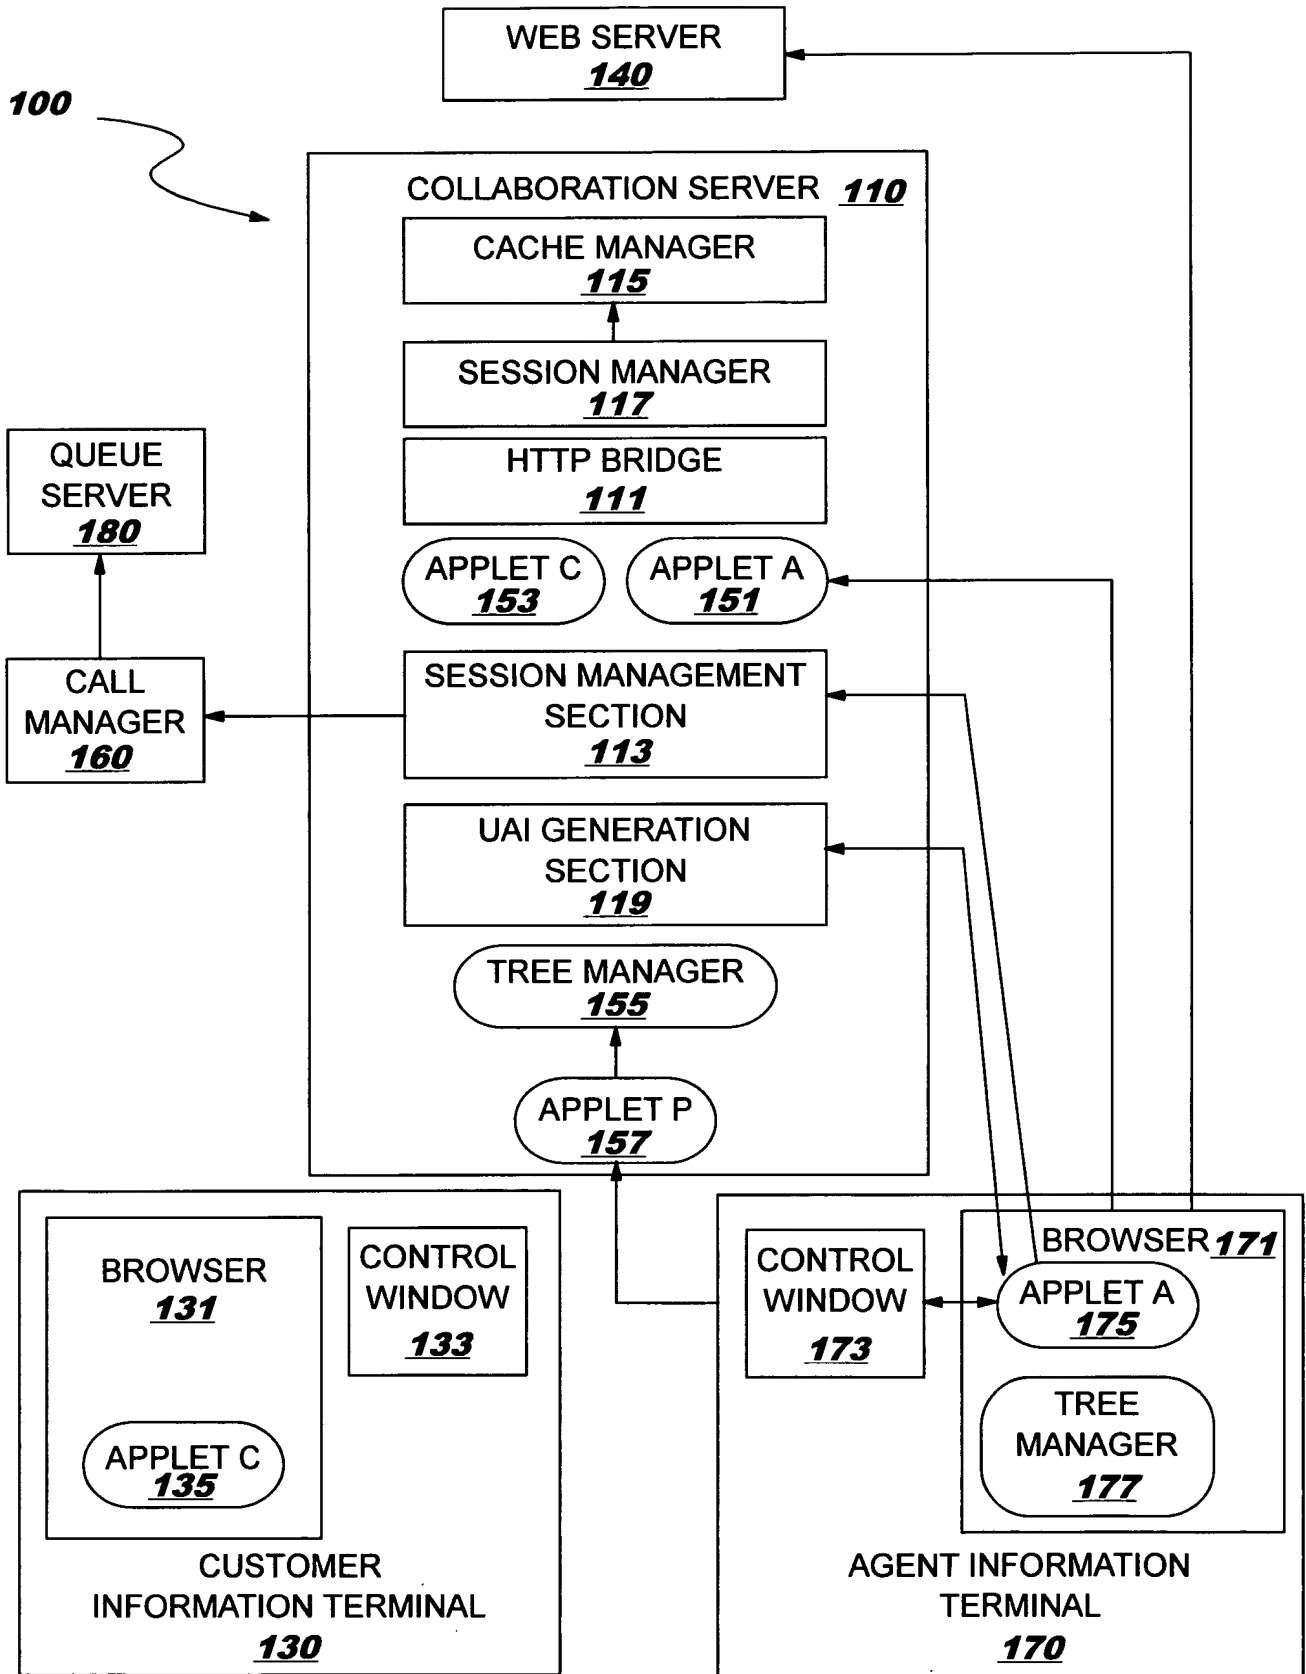 WEB SERVER
140
100
COLLABORATION SERVER 110
CACHE MANAGER
115
SESSION MANAGER
117
HTTP BRIDGE
111
QUEUE
SERVER
180
APPLET C
153
APPLET A
151
CALL
MANAGER
160
SESSION MANAGEMENT
SECTION
113
UAI GENERATION
SECTION
119
TREE MANAGER
155
APPLET P
157
BROWSER
131
CONTROL
WINDOW
133
APPLET C
135
CUSTOMER
INFORMATION TERMINAL
130
CONTROL
WINDOW
173
BROWSER 171
APPLET A
175
TREE
MANAGER
177
AGENT INFORMATION
TERMINAL
170